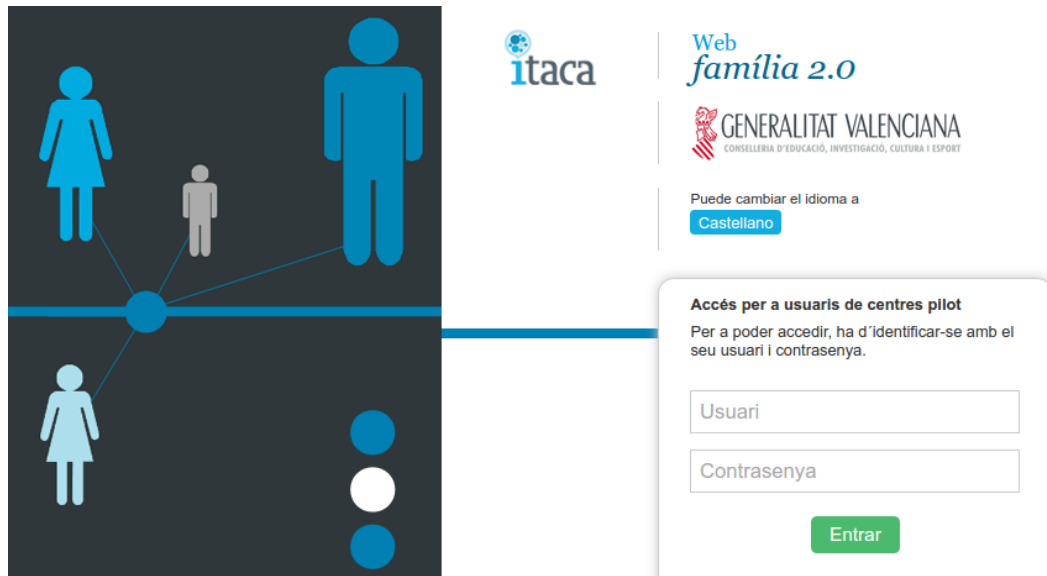 itaca
Web
família 2.0
GENERALITAT VALENCIANA
CONSELLERIA D'EDUCACIÓ, INVESTIGACIÓ, CULTURA I ESPORT
Puede cambiar el idioma a
Castellano
Accés per a usuaris de centres pilot
Per a poder accedir, ha d´identificar-se amb el
seu usuari i contrasenya.
Usuari
Contrasenya
Entrar